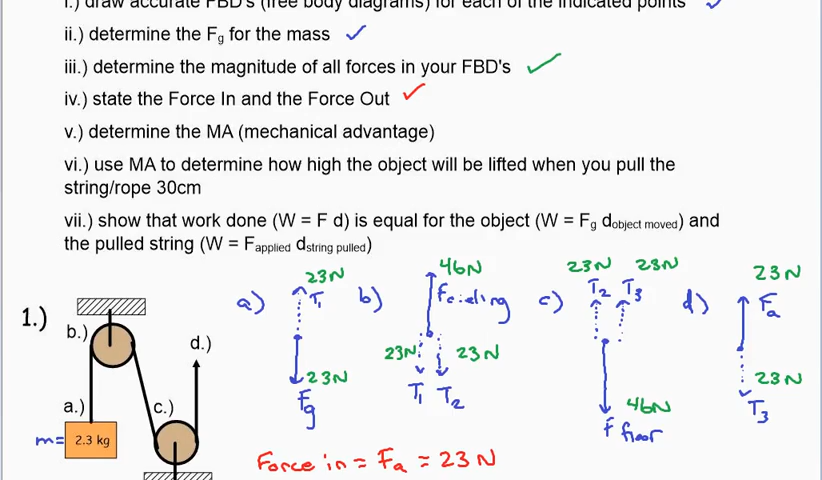 i.) draw accurate FBD's (free body diagrams) for each of the indicated points
ii.) determine the Fg for the mass
iii.) determine the magnitude of all forces in your FBD's
iv.) state the Force In and the Force Out
v.) determine the MA (mechanical advantage)
vi.) use MA to determine how high the object will be lifted when you pull the
string/rope 30cm
vii.) show that work done (W = F d) is equal for the object (W = Fg dobject moved) and
the pulled string (W = Fapplied dstring pulled)
1.)
b.)
d.)
a.)
c.)
m= 2.3 kg
a) 23N
T1
23N
Fg
b) 46N
Fcieling
23N 23N
T1 T2
c) 23N 23N
T2 T3
46N
F floor
d) 23N
Fa
23N
T3
Force in = Fa = 23 N